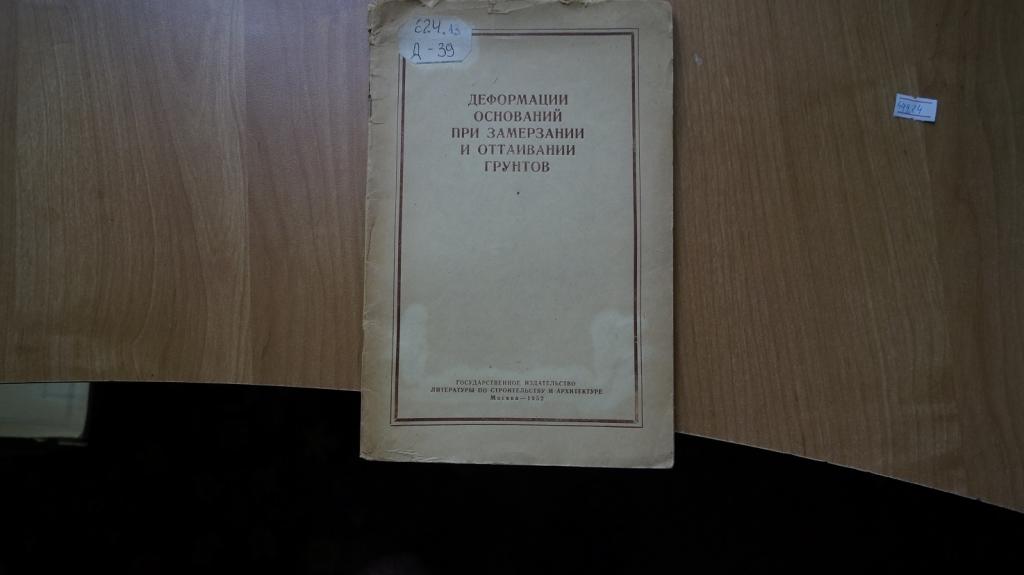 624.13
Д-39
ДЕФОРМАЦИИ
ОСНОВАНИЙ
ПРИ ЗАМЕРЗАНИИ
И ОТТАИВАНИИ
ГРУНТОВ
ГОСУДАРСТВЕННОЕ ИЗДАТЕЛЬСТВО
ЛИТЕРАТУРЫ ПО СТРОИТЕЛЬСТВУ И АРХИТЕКТУРЕ
Москва—1952